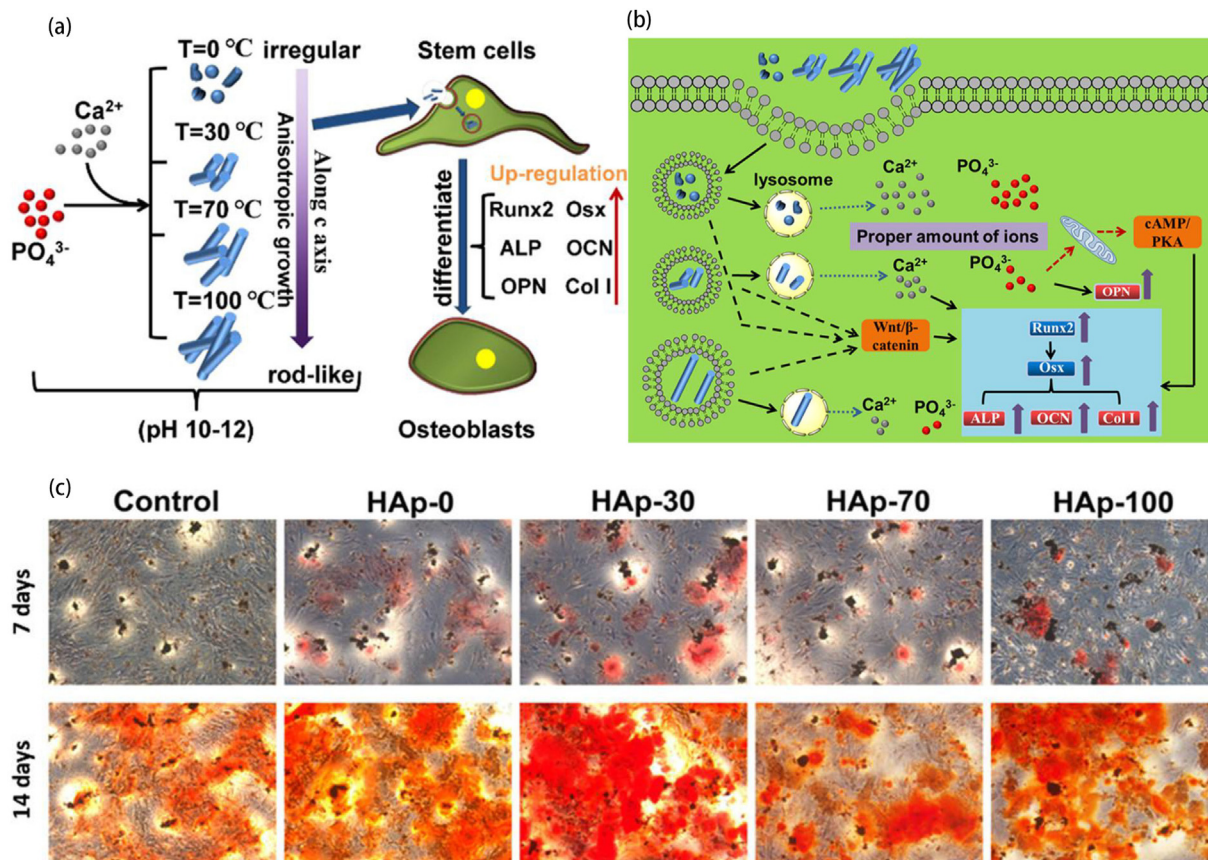 (a)
T=0 ℃ irregular
Ca²⁺
T=30 ℃
T=70 ℃
PO₄³⁻
T=100 ℃
Anisotropic growth
Along c axis
rod-like
(pH 10-12)
Stem cells
differentiate
Up-regulation
Runx2 Osx
ALP OCN
OPN Col I
Osteoblasts
(b)
lysosome
Ca²⁺
PO₄³⁻
Proper amount of ions
cAMP/
PKA
Ca²⁺
PO₄³⁻
OPN
Wnt/β-
catenin
Runx2
Osx
ALP OCN Col I
Ca²⁺
PO₄³⁻
(c)
Control HAp-0 HAp-30 HAp-70 HAp-100
7 days
14 days